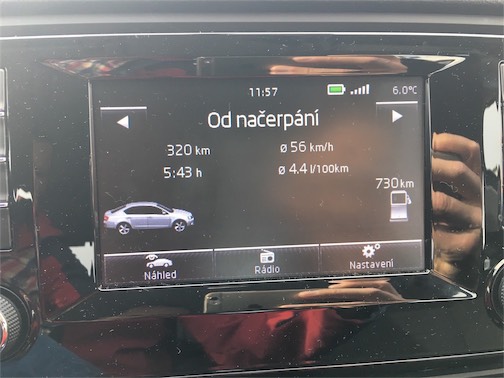 11:57 6.0°C
Od načerpání
320 km ø 56 km/h
5:43 h ø 4.4 l/100km
730 km
Náhled Rádio Nastavení